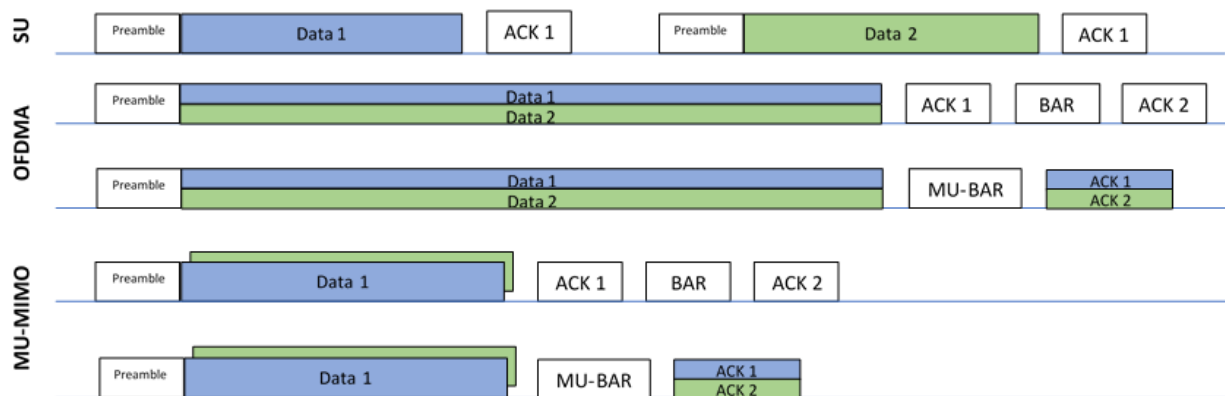 SU
Preamble Data 1 ACK 1 Preamble Data 2 ACK 1
OFDMA
Preamble Data 1 ACK 1 BAR ACK 2
Data 2
Preamble Data 1 MU-BAR ACK 1
Data 2 ACK 2
MU-MIMO
Preamble Data 1 ACK 1 BAR ACK 2
Preamble Data 1 MU-BAR ACK 1
ACK 2